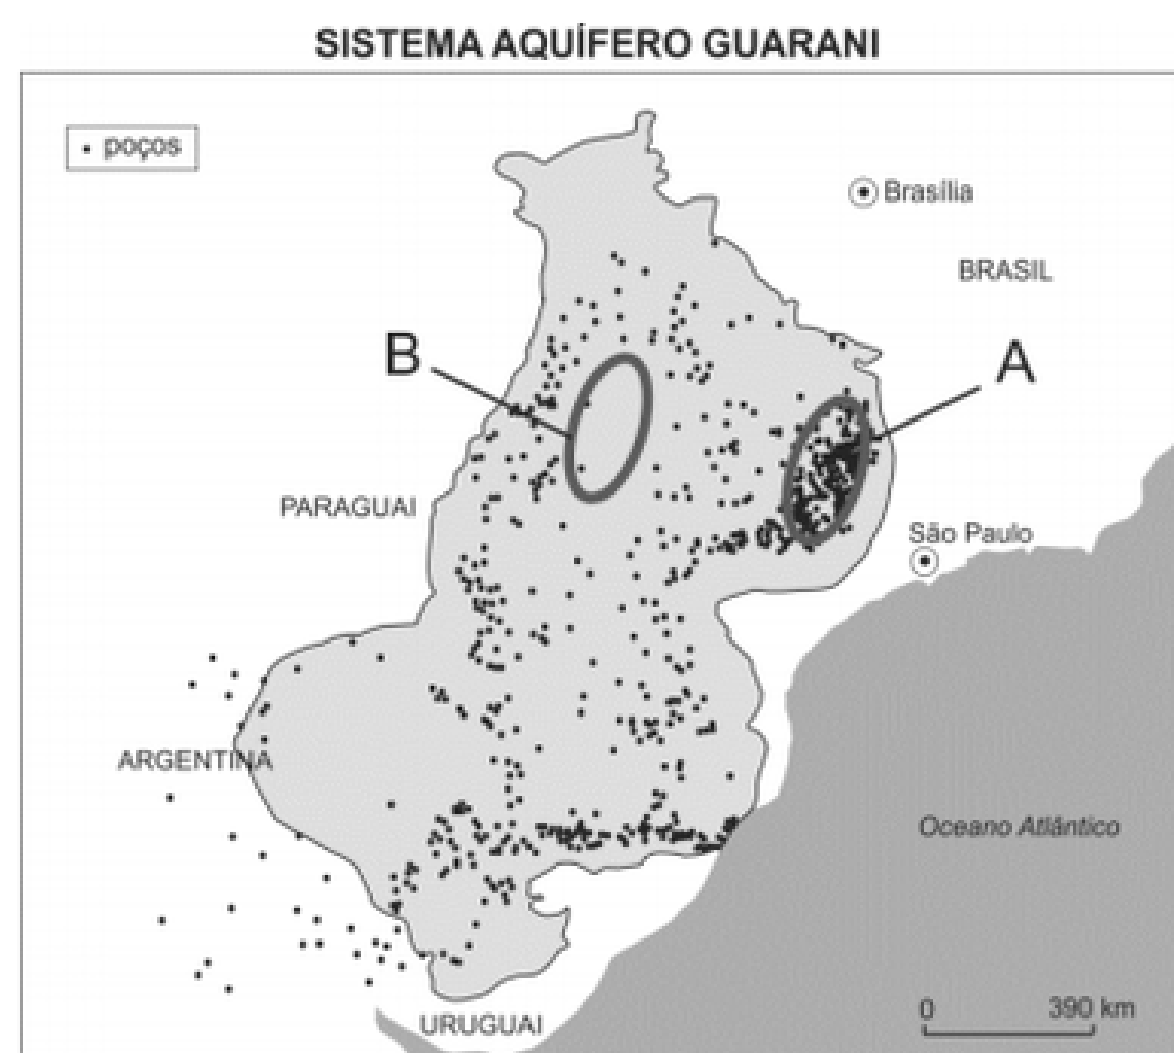 SISTEMA AQUÍFERO GUARANI
poços
Brasília
BRASIL
B
A
PARAGUAI
São Paulo
ARGENTINA
Oceano Atlântico
0 390 km
URUGUAI